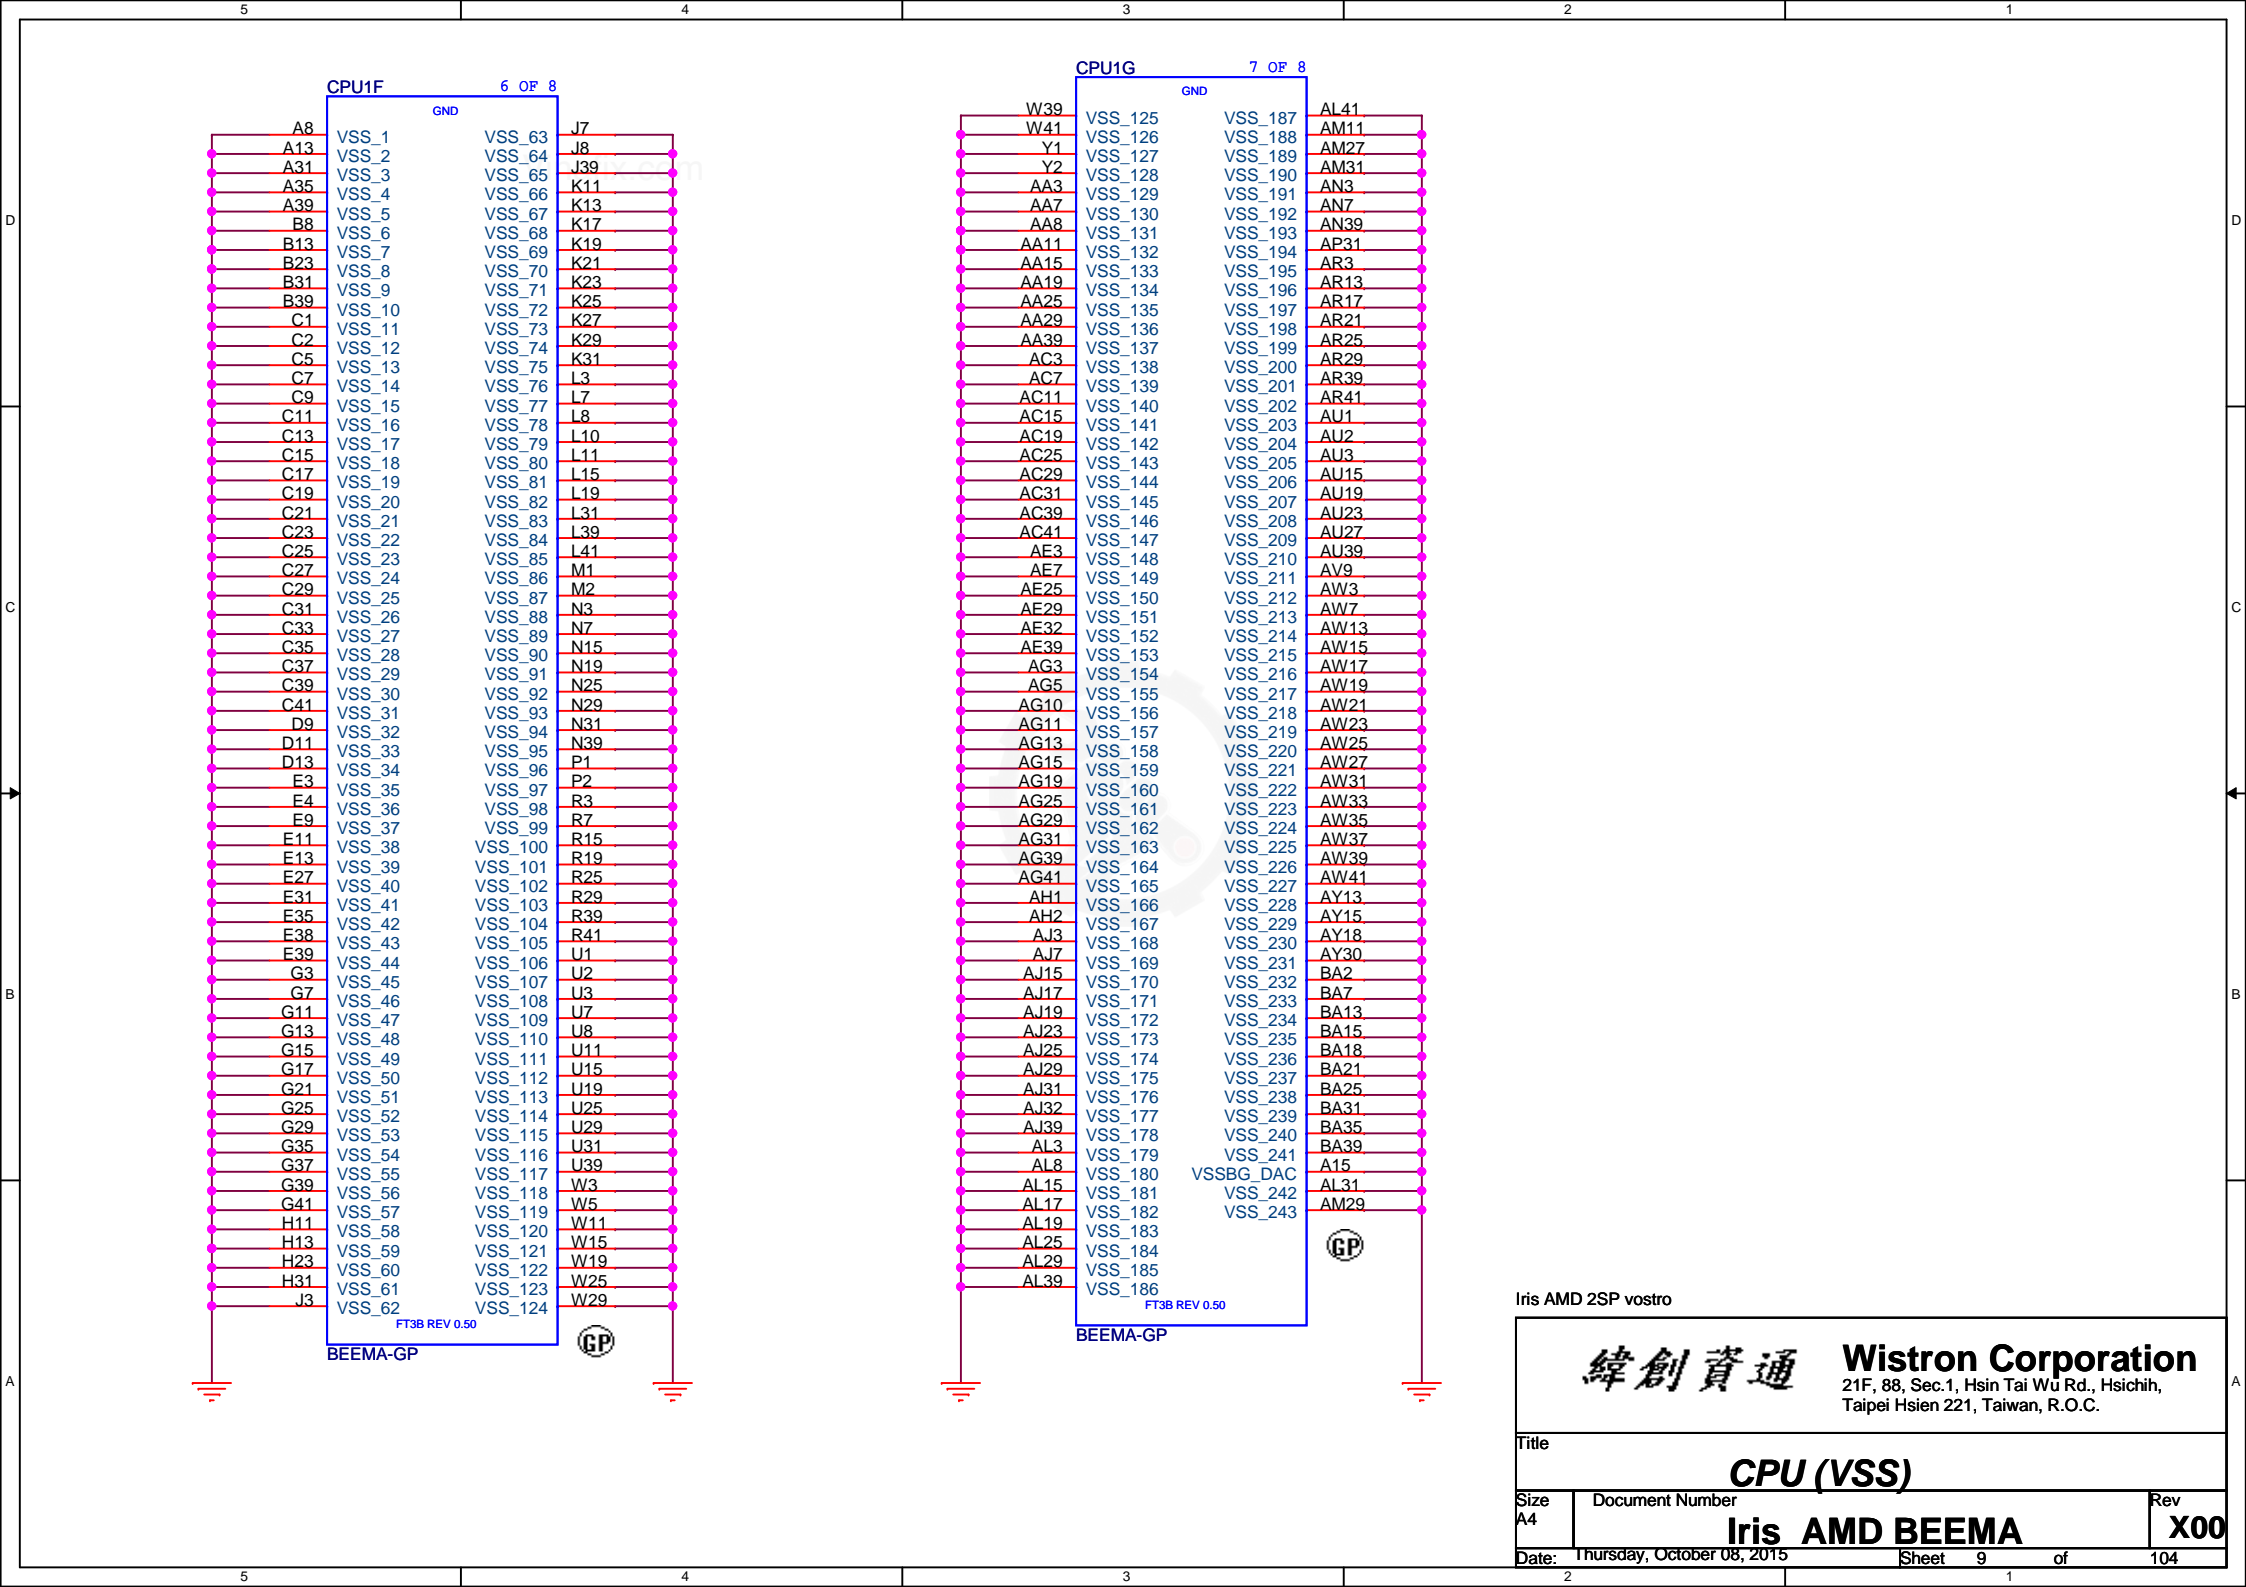 5 4 3 2 1
CPU1F 6 OF 8
GND
A8 VSS_1 VSS_63 J7
A13 VSS_2 VSS_64 J8
A31 VSS_3 VSS_65 J39
A35 VSS_4 VSS_66 K11
A39 VSS_5 VSS_67 K13
B8 VSS_6 VSS_68 K17
B13 VSS_7 VSS_69 K19
B23 VSS_8 VSS_70 K21
B31 VSS_9 VSS_71 K23
B39 VSS_10 VSS_72 K25
C1 VSS_11 VSS_73 K27
C2 VSS_12 VSS_74 K29
C5 VSS_13 VSS_75 K31
C7 VSS_14 VSS_76 L3
C9 VSS_15 VSS_77 L7
C11 VSS_16 VSS_78 L8
C13 VSS_17 VSS_79 L10
C15 VSS_18 VSS_80 L11
C17 VSS_19 VSS_81 L15
C19 VSS_20 VSS_82 L19
C21 VSS_21 VSS_83 L31
C23 VSS_22 VSS_84 L39
C25 VSS_23 VSS_85 L41
C27 VSS_24 VSS_86 M1
C29 VSS_25 VSS_87 M2
C31 VSS_26 VSS_88 N3
C33 VSS_27 VSS_89 N7
C35 VSS_28 VSS_90 N15
C37 VSS_29 VSS_91 N19
C39 VSS_30 VSS_92 N25
C41 VSS_31 VSS_93 N29
D9 VSS_32 VSS_94 N31
D11 VSS_33 VSS_95 N39
D13 VSS_34 VSS_96 P1
E3 VSS_35 VSS_97 P2
E4 VSS_36 VSS_98 R3
E9 VSS_37 VSS_99 R7
E11 VSS_38 VSS_100 R15
E13 VSS_39 VSS_101 R19
E27 VSS_40 VSS_102 R25
E31 VSS_41 VSS_103 R29
E35 VSS_42 VSS_104 R39
E38 VSS_43 VSS_105 R41
E39 VSS_44 VSS_106 U1
G3 VSS_45 VSS_107 U2
G7 VSS_46 VSS_108 U3
G11 VSS_47 VSS_109 U7
G13 VSS_48 VSS_110 U8
G15 VSS_49 VSS_111 U11
G17 VSS_50 VSS_112 U15
G21 VSS_51 VSS_113 U19
G25 VSS_52 VSS_114 U25
G29 VSS_53 VSS_115 U29
G35 VSS_54 VSS_116 U31
G37 VSS_55 VSS_117 U39
G39 VSS_56 VSS_118 W3
G41 VSS_57 VSS_119 W5
H11 VSS_58 VSS_120 W11
H13 VSS_59 VSS_121 W15
H23 VSS_60 VSS_122 W19
H31 VSS_61 VSS_123 W25
J3 VSS_62 VSS_124 W29
FT3B REV 0.50
BEEMA-GP
GP
CPU1G 7 OF 8
GND
W39 VSS_125 VSS_187 AL41
W41 VSS_126 VSS_188 AM11
Y1 VSS_127 VSS_189 AM27
Y2 VSS_128 VSS_190 AM31
AA3 VSS_129 VSS_191 AN3
AA7 VSS_130 VSS_192 AN7
AA8 VSS_131 VSS_193 AN39
AA11 VSS_132 VSS_194 AP31
AA15 VSS_133 VSS_195 AR3
AA19 VSS_134 VSS_196 AR13
AA25 VSS_135 VSS_197 AR17
AA29 VSS_136 VSS_198 AR21
AA39 VSS_137 VSS_199 AR25
AC3 VSS_138 VSS_200 AR29
AC7 VSS_139 VSS_201 AR39
AC11 VSS_140 VSS_202 AR41
AC15 VSS_141 VSS_203 AU1
AC19 VSS_142 VSS_204 AU2
AC25 VSS_143 VSS_205 AU3
AC29 VSS_144 VSS_206 AU15
AC31 VSS_145 VSS_207 AU19
AC39 VSS_146 VSS_208 AU23
AC41 VSS_147 VSS_209 AU27
AE3 VSS_148 VSS_210 AU39
AE7 VSS_149 VSS_211 AV9
AE25 VSS_150 VSS_212 AW3
AE29 VSS_151 VSS_213 AW7
AE32 VSS_152 VSS_214 AW13
AE39 VSS_153 VSS_215 AW15
AG3 VSS_154 VSS_216 AW17
AG5 VSS_155 VSS_217 AW19
AG10 VSS_156 VSS_218 AW21
AG11 VSS_157 VSS_219 AW23
AG13 VSS_158 VSS_220 AW25
AG15 VSS_159 VSS_221 AW27
AG19 VSS_160 VSS_222 AW31
AG25 VSS_161 VSS_223 AW33
AG29 VSS_162 VSS_224 AW35
AG31 VSS_163 VSS_225 AW37
AG39 VSS_164 VSS_226 AW39
AG41 VSS_165 VSS_227 AW41
AH1 VSS_166 VSS_228 AY13
AH2 VSS_167 VSS_229 AY15
AJ3 VSS_168 VSS_230 AY18
AJ7 VSS_169 VSS_231 AY30
AJ15 VSS_170 VSS_232 BA2
AJ17 VSS_171 VSS_233 BA7
AJ19 VSS_172 VSS_234 BA13
AJ23 VSS_173 VSS_235 BA15
AJ25 VSS_174 VSS_236 BA18
AJ29 VSS_175 VSS_237 BA21
AJ31 VSS_176 VSS_238 BA25
AJ32 VSS_177 VSS_239 BA31
AJ39 VSS_178 VSS_240 BA35
AL3 VSS_179 VSS_241 BA39
AL8 VSS_180 VSSBG_DAC A15
AL15 VSS_181 VSS_242 AL31
AL17 VSS_182 VSS_243 AM29
AL19 VSS_183
AL25 VSS_184
AL29 VSS_185
AL39 VSS_186
FT3B REV 0.50
BEEMA-GP
GP
D D
C C
B B
A A
Iris AMD 2SP vostro
緯創資通
Wistron Corporation
21F, 88, Sec.1, Hsin Tai Wu Rd., Hsichih,
Taipei Hsien 221, Taiwan, R.O.C.
Title
CPU (VSS)
Size Document Number Rev
A4 Iris AMD BEEMA X00
Date: Thursday, October 08, 2015 Sheet 9 of 104
5 4 3 2 1